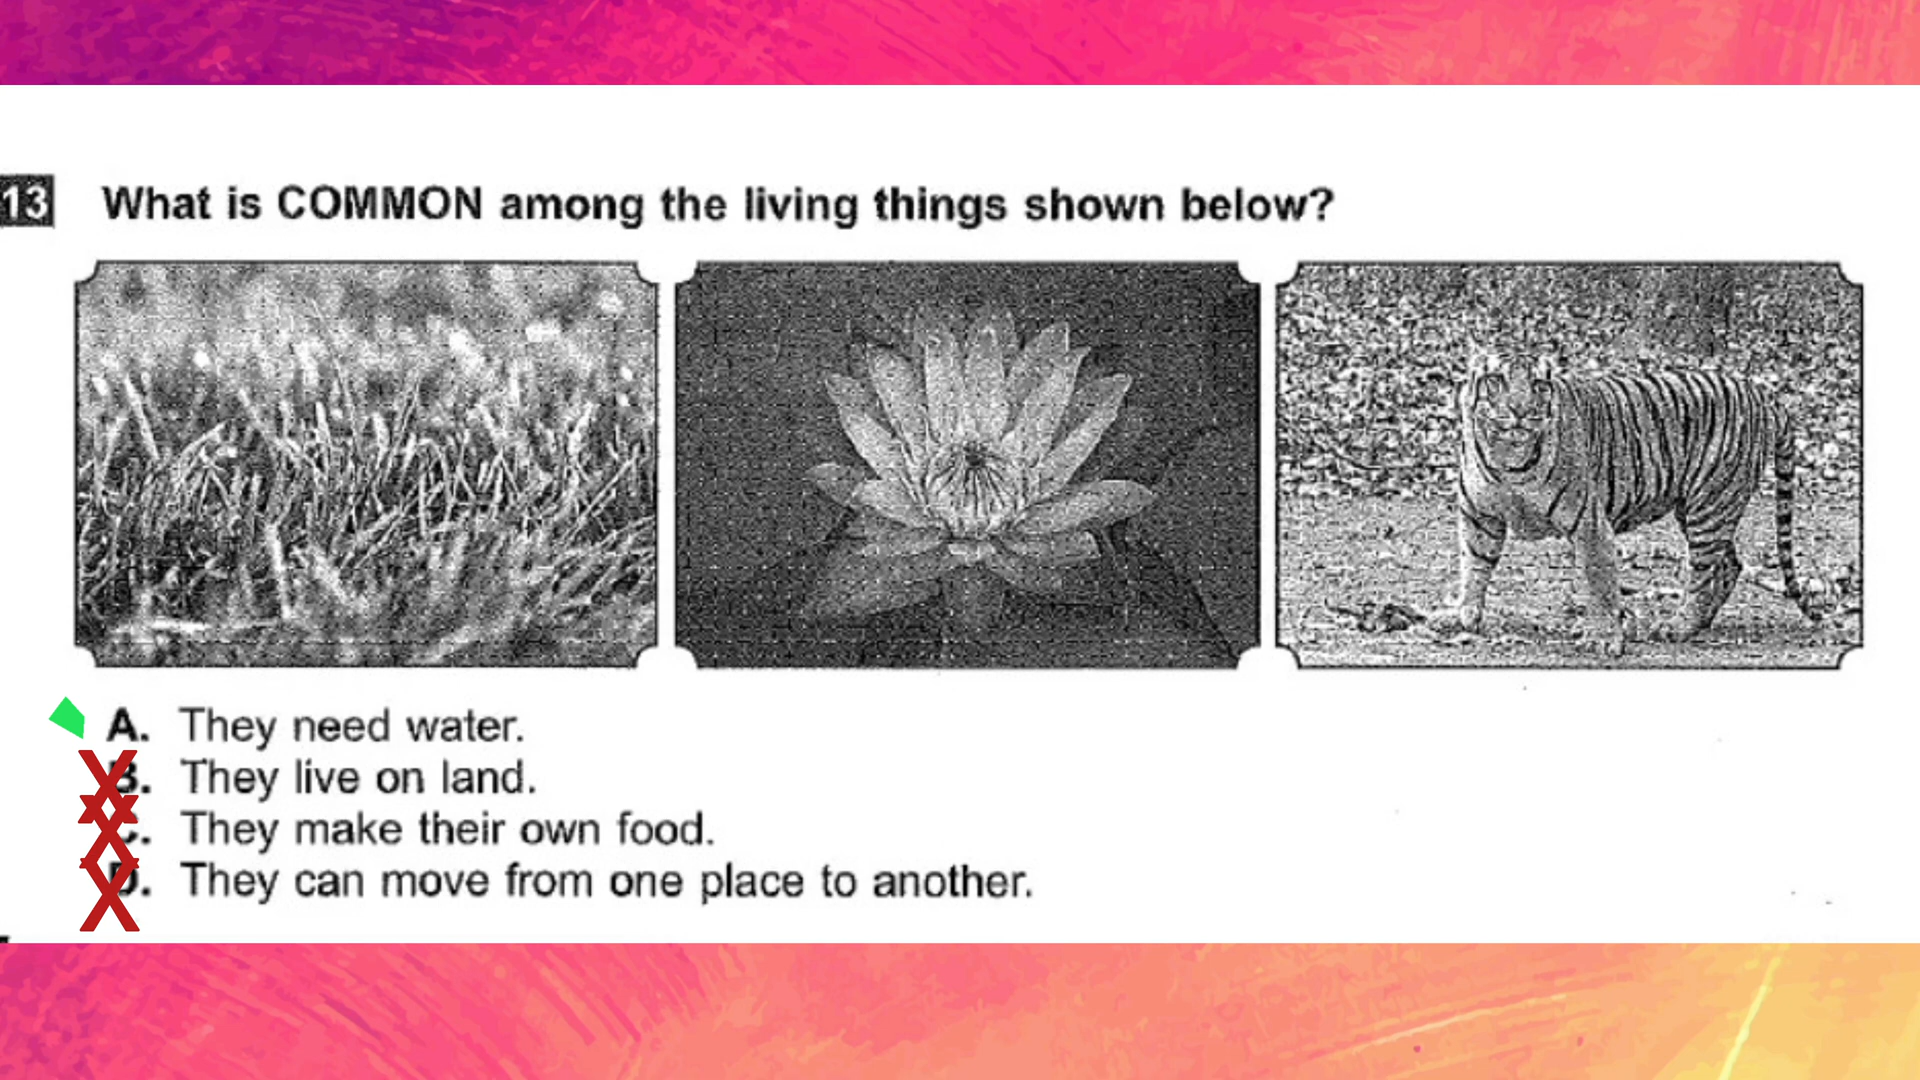 13 What is COMMON among the living things shown below?
A. They need water.
B. They live on land.
C. They make their own food.
D. They can move from one place to another.